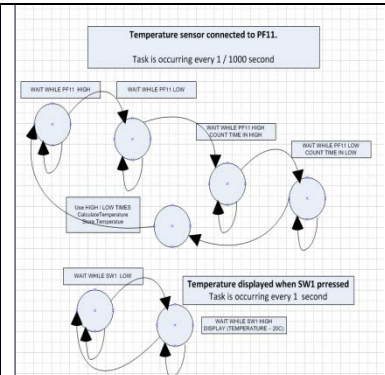 Temperature sensor connected to PF11.
Task is occurring every 1 / 1000 second
WAIT WHILE PF11 HIGH
WAIT WHILE PF11 LOW
WAIT WHILE PF11 HIGH
COUNT TIME IN HIGH
WAIT WHILE PF11 LOW
COUNT TIME IN LOW
Use HIGH / LOW TIMES
CalculateTemperature
Store Temperatue
WAIT WHILE SW1 LOW
Temperature displayed when SW1 prressed
Task is occurring every 1 second
WAIT WHILE SW1 HIGH
DISPLAY (TEMPERATURE – 20C)